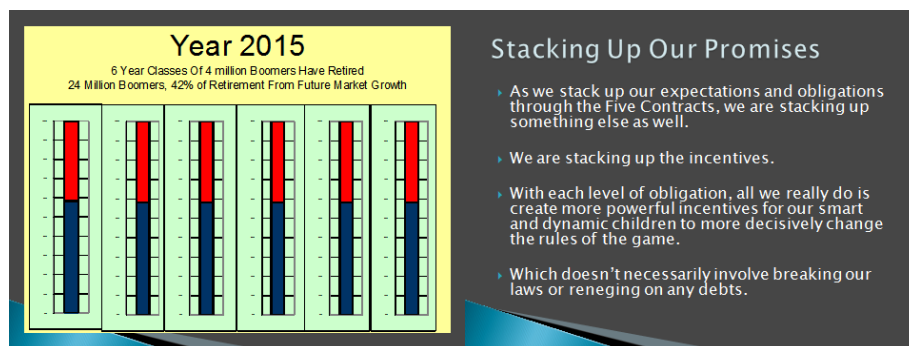 Year 2015
6 Year Classes Of 4 million Boomers Have Retired
24 Million Boomers, 42% of Retirement From Future Market Growth
Stacking Up Our Promises
As we stack up our expectations and obligations
through the Five Contracts, we are stacking up
something else as well.
We are stacking up the incentives.
With each level of obligation, all we really do is
create more powerful incentives for our smart
and dynamic children to more decisively change
the rules of the game.
Which doesn’t necessarily involve breaking our
laws or reneging on any debts.